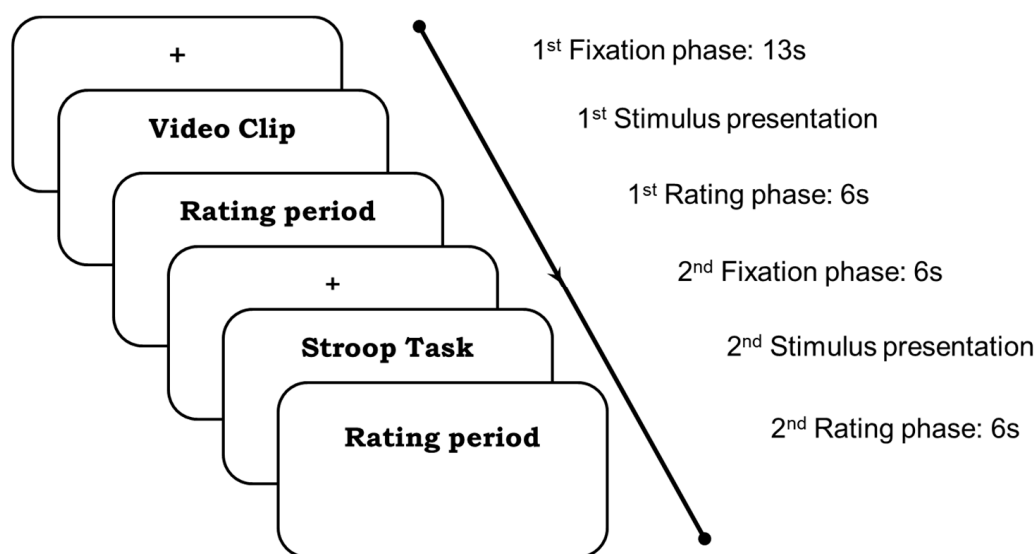 +
1st Fixation phase: 13s
Video Clip
1st Stimulus presentation
Rating period
1st Rating phase: 6s
+
2nd Fixation phase: 6s
Stroop Task
2nd Stimulus presentation
Rating period
2nd Rating phase: 6s